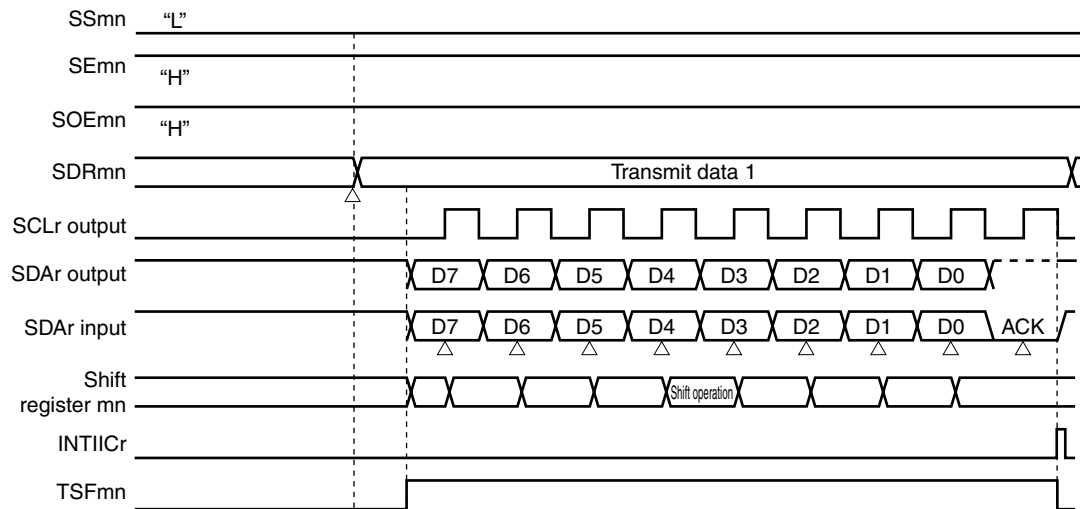 SSmn “L”
SEmn “H”
SOEmn “H”
SDRmn Transmit data 1
SCLr output
SDAr output D7 D6 D5 D4 D3 D2 D1 D0
SDAr input D7 D6 D5 D4 D3 D2 D1 D0 ACK
Shift
register mn Shift operation
INTIICr
TSFmn